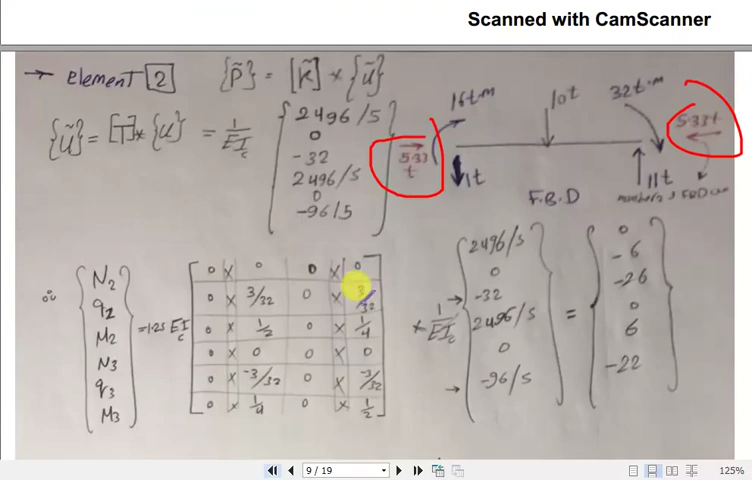 Scanned with CamScanner
→ element 2 {P̃} = [K̃] × {ũ}
{ũ} = [T] * {u} = 1/EIc
2496/5
0
-32
2496/5
0
-96/5
5.33 t
16 t.m
10t
32 t.m
5.33t
1t
11t
F.B.D
∴
N2
q2
M2
N3
q3
M3
= 1.25 EIc
0 × 0 0 × 0
0 × 3/32 0 × 3/32
0 × 1/2 0 × 1/4
0 × 0 0 × 0
0 × -3/32 0 × -3/32
0 × 1/4 0 × 1/2
* 1/EIc
2496/5
0
→ -32
2496/5
0
→ -96/5
=
0
-6
-26
0
6
-22
9 / 19
125%